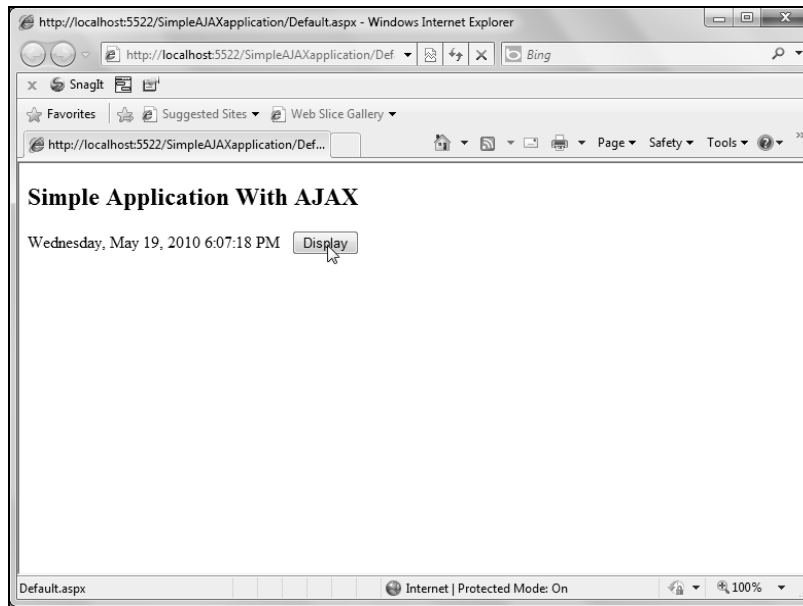 http://localhost:5522/SimpleAJAXapplication/Default.aspx - Windows Internet Explorer
http://localhost:5522/SimpleAJAXapplication/Def
Bing
SnagIt
Favorites Suggested Sites Web Slice Gallery
http://localhost:5522/SimpleAJAXapplication/Def... Page Safety Tools
Simple Application With AJAX
Wednesday, May 19, 2010 6:07:18 PM Display
Default.aspx Internet | Protected Mode: On 100%